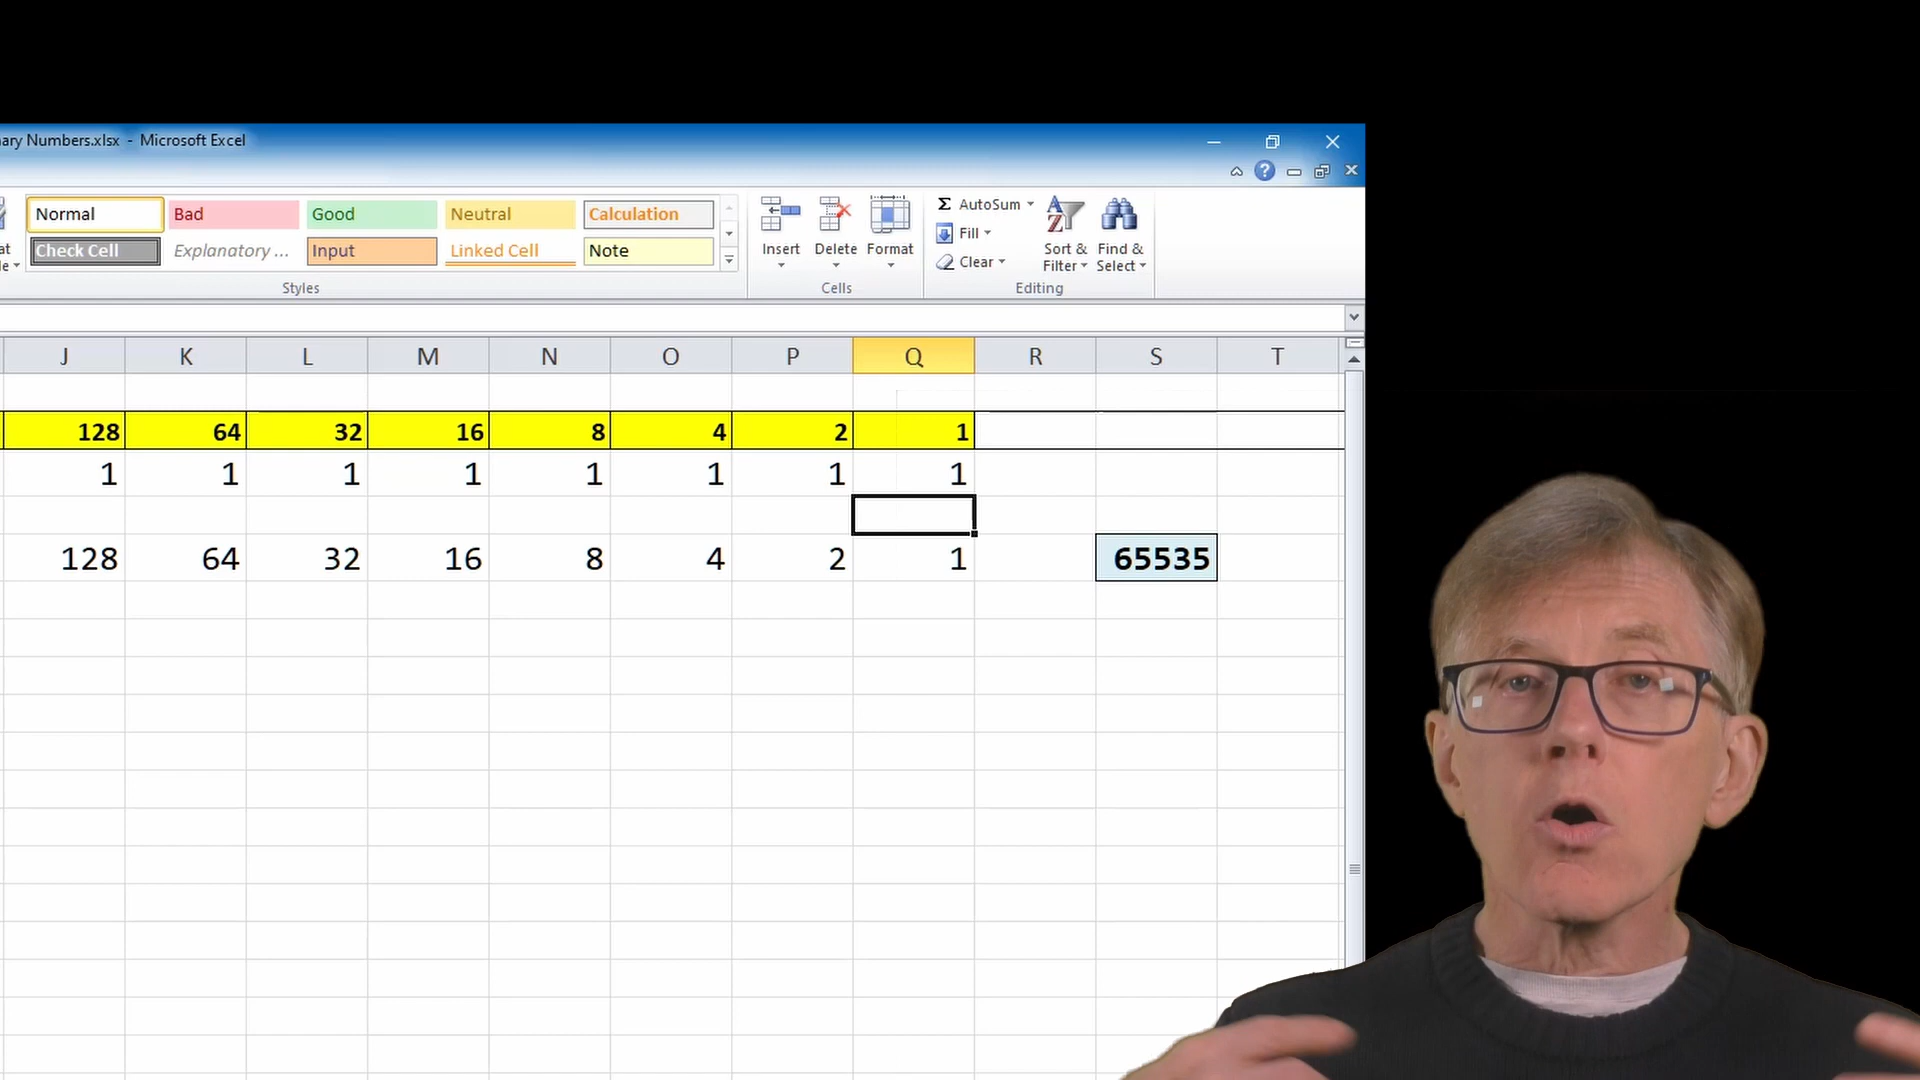 ary Numbers.xlsx - Microsoft Excel
Normal Bad Good Neutral Calculation
Check Cell Explanatory ... Input Linked Cell Note
Styles
Insert Delete Format
Cells
Σ AutoSum
Fill
Clear
Sort & Filter
Find & Select
Editing
J K L M N O P Q R S T
128 64 32 16 8 4 2 1
1 1 1 1 1 1 1 1
128 64 32 16 8 4 2 1 65535